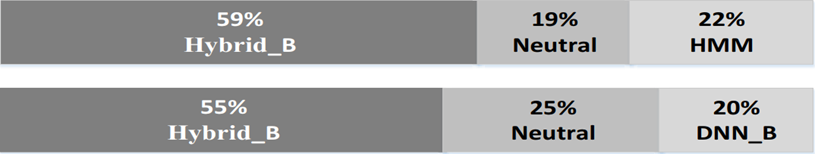 59% 19% 22%
Hybrid_B Neutral HMM
55% 25% 20%
Hybrid_B Neutral DNN_B